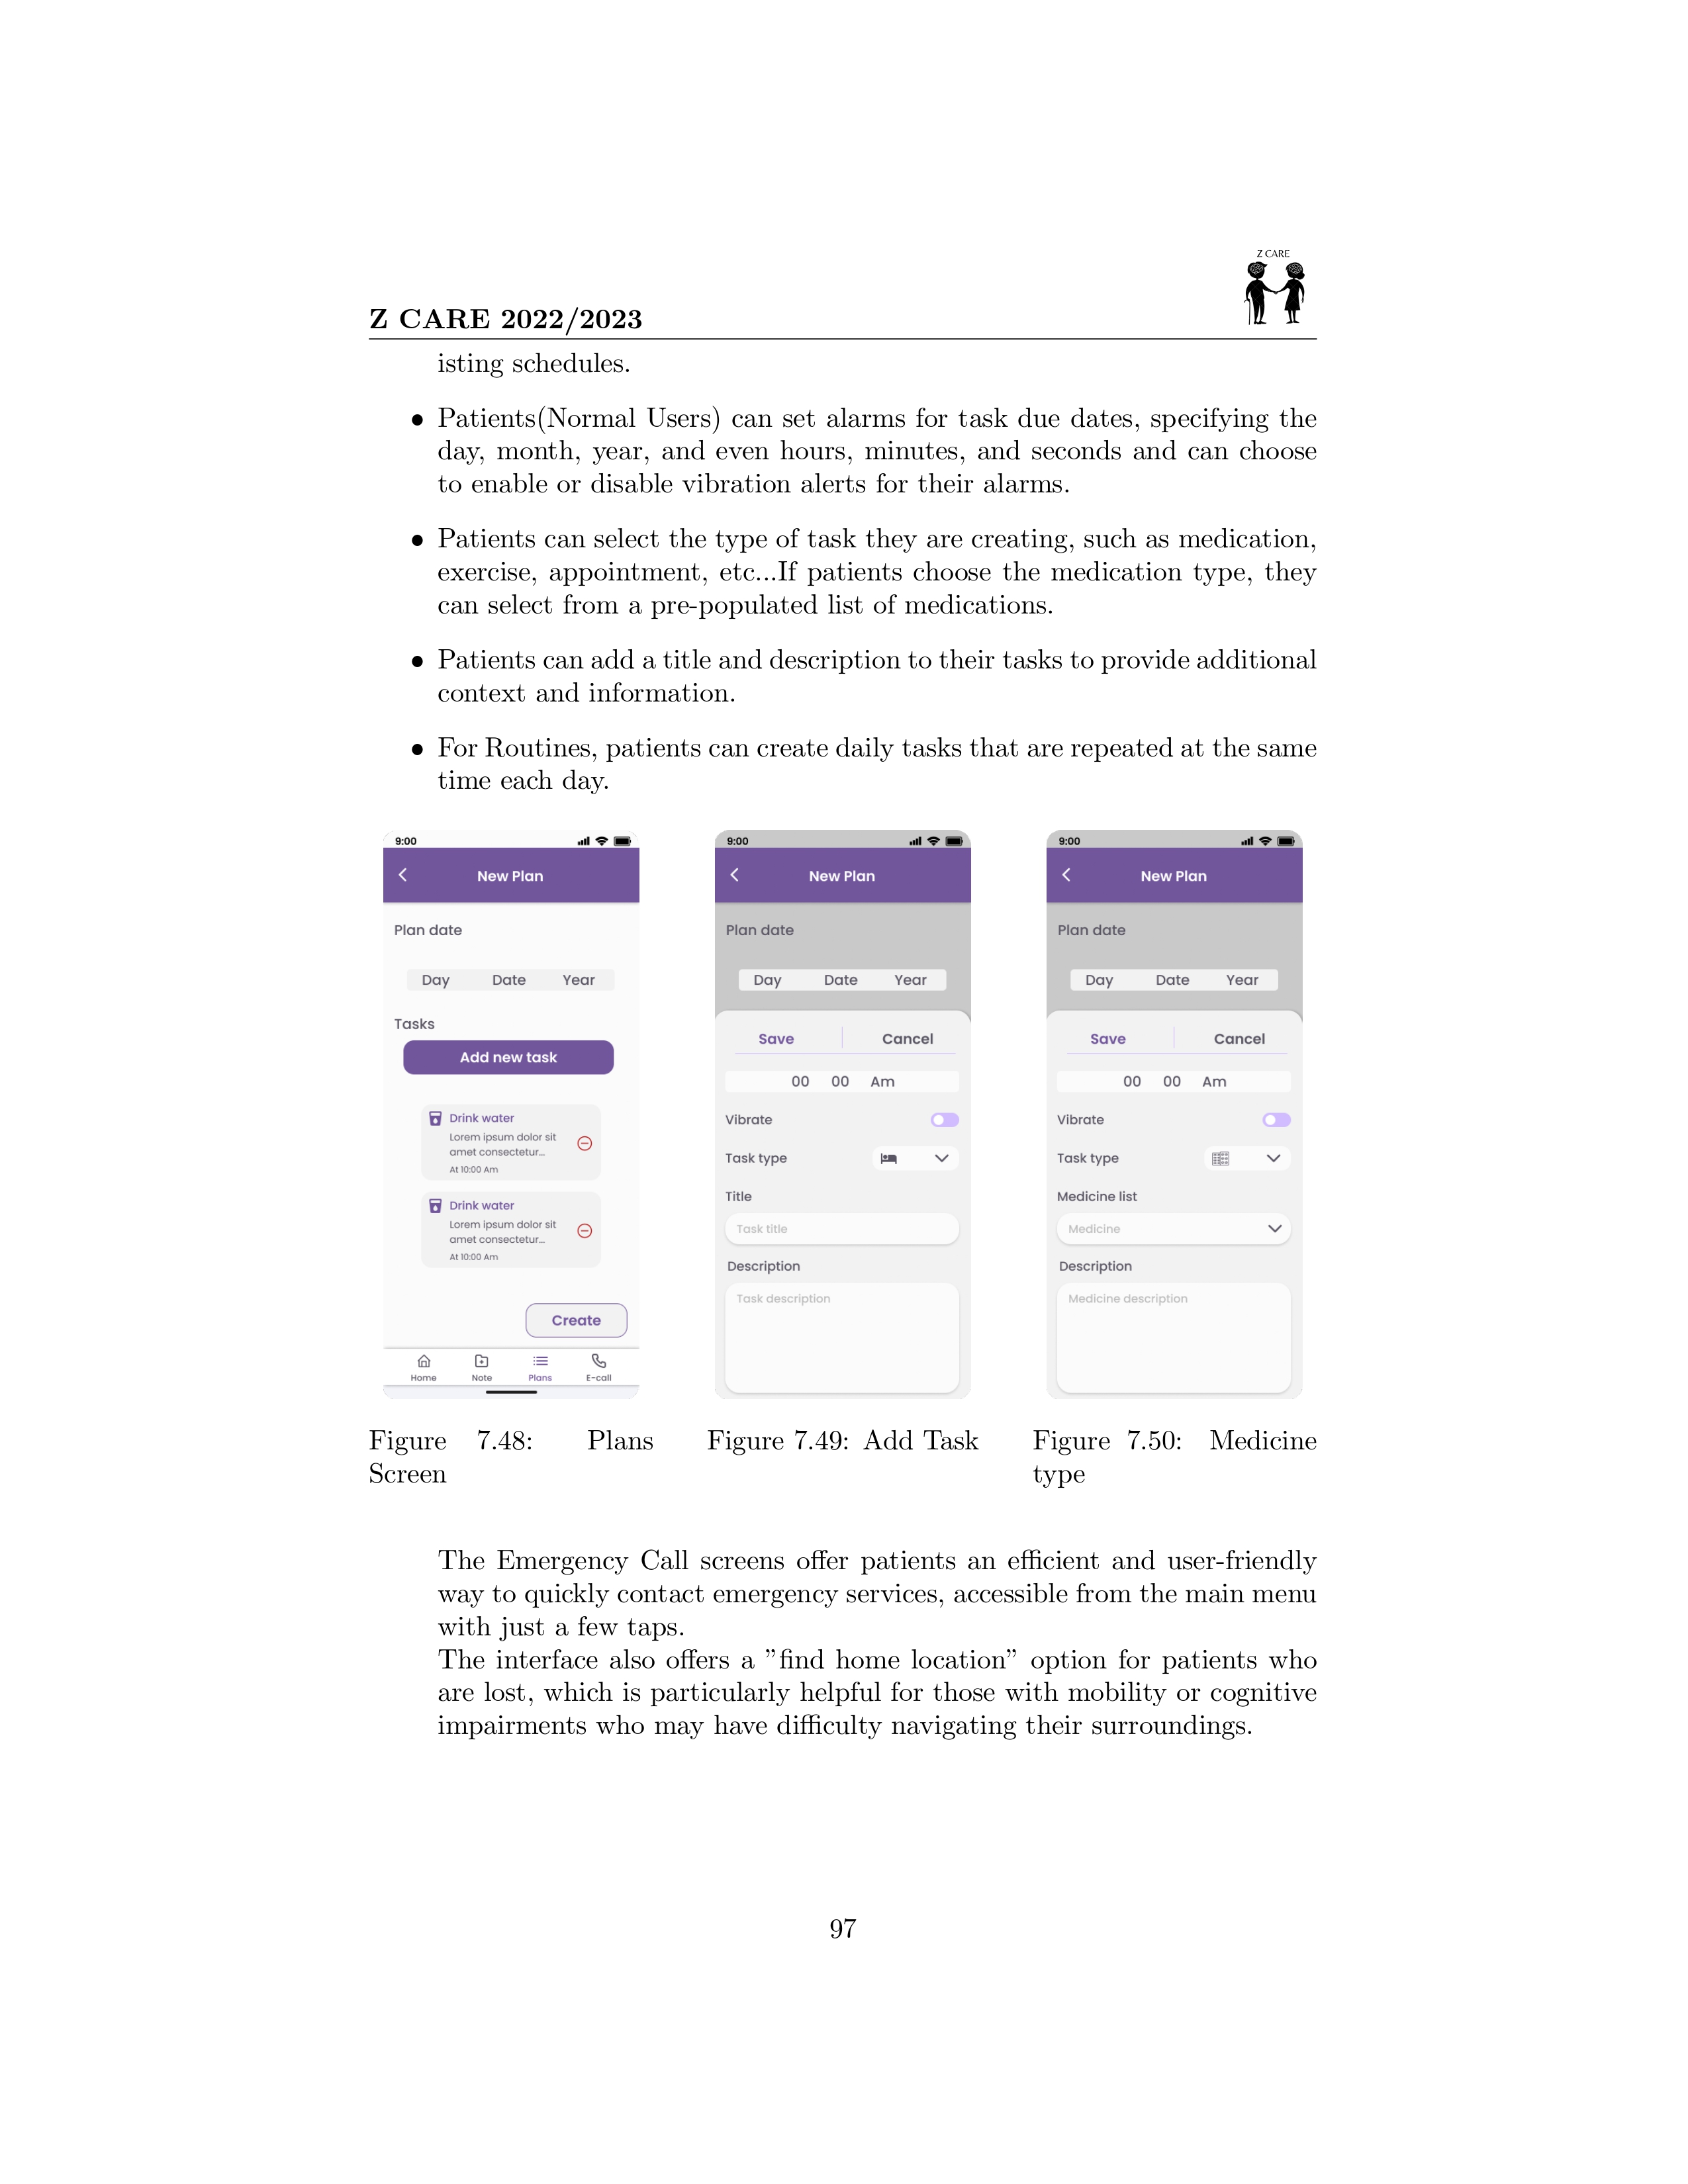 Z CARE
Z CARE 2022/2023
isting schedules.
• Patients(Normal Users) can set alarms for task due dates, specifying the
day, month, year, and even hours, minutes, and seconds and can choose
to enable or disable vibration alerts for their alarms.
• Patients can select the type of task they are creating, such as medication,
exercise, appointment, etc...If patients choose the medication type, they
can select from a pre-populated list of medications.
• Patients can add a title and description to their tasks to provide additional
context and information.
• For Routines, patients can create daily tasks that are repeated at the same
time each day.
9:00
New Plan
Plan date
Day Date Year
Tasks
Add new task
Drink water
Lorem ipsum dolor sit
amet consectetur...
At 10:00 Am
Drink water
Lorem ipsum dolor sit
amet consectetur...
At 10:00 Am
Create
Home Note Plans E-call
Figure 7.48: Plans
Screen
9:00
New Plan
Plan date
Day Date Year
Save Cancel
00 00 Am
Vibrate
Task type
Title
Task title
Description
Task description
Figure 7.49: Add Task
9:00
New Plan
Plan date
Day Date Year
Save Cancel
00 00 Am
Vibrate
Task type
Medicine list
Medicine
Description
Medicine description
Figure 7.50: Medicine
type
The Emergency Call screens offer patients an efficient and user-friendly
way to quickly contact emergency services, accessible from the main menu
with just a few taps.
The interface also offers a ”find home location” option for patients who
are lost, which is particularly helpful for those with mobility or cognitive
impairments who may have difficulty navigating their surroundings.
97